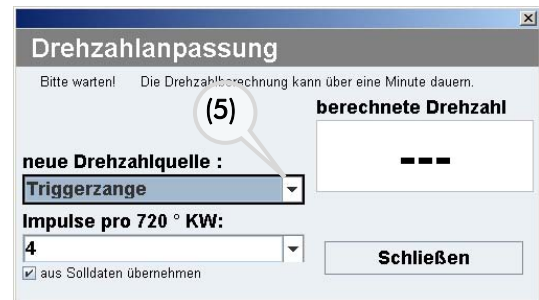 Drehzahlanpassung
Bitte warten! Die Drehzahlberechnung kann über eine Minute dauern.
(5)
berechnete Drehzahl
---
neue Drehzahlquelle :
Triggerzange
Impulse pro 720 ° KW:
4
Schließen
aus Solldaten übernehmen